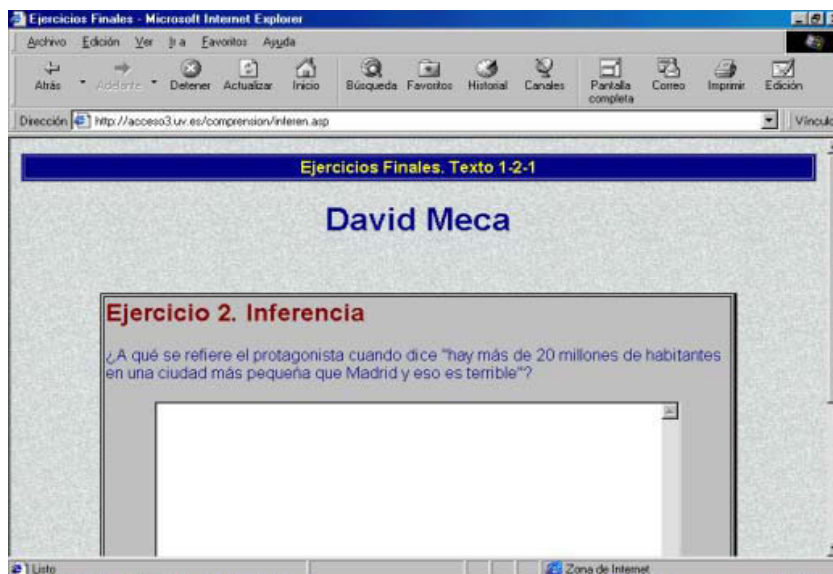 Ejercicios Finales - Microsoft Internet Explorer
Archivo Edición Ver Ir a Favoritos Ayuda
Atrás Adelante Detener Actualizar Inicio Búsqueda Favoritos Historial Canales Pantalla completa Correo Imprimir Edición
Dirección http://acceso3.uv.es/comprension/inferen.asp Vínculo
Ejercicios Finales. Texto 1-2-1
David Meca
Ejercicio 2. Inferencia
¿A qué se refiere el protagonista cuando dice "hay más de 20 millones de habitantes
en una ciudad más pequeña que Madrid y eso es terrible"?
Listo Zona de Internet